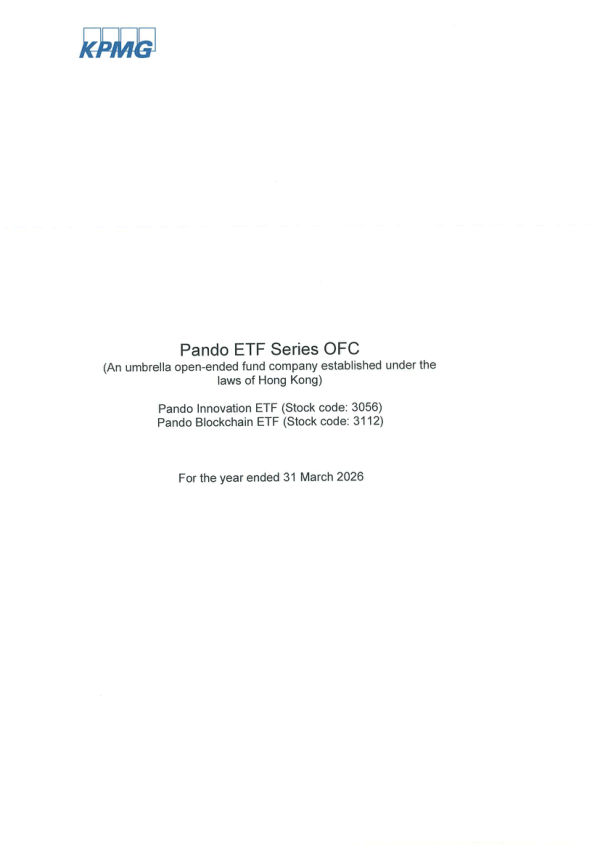 KPMG
Pando ETF Series OFC
(An umbrella open-ended fund company established under the
laws of Hong Kong)
Pando Innovation ETF (Stock code: 3056)
Pando Blockchain ETF (Stock code: 3112)
For the year ended 31 March 2026